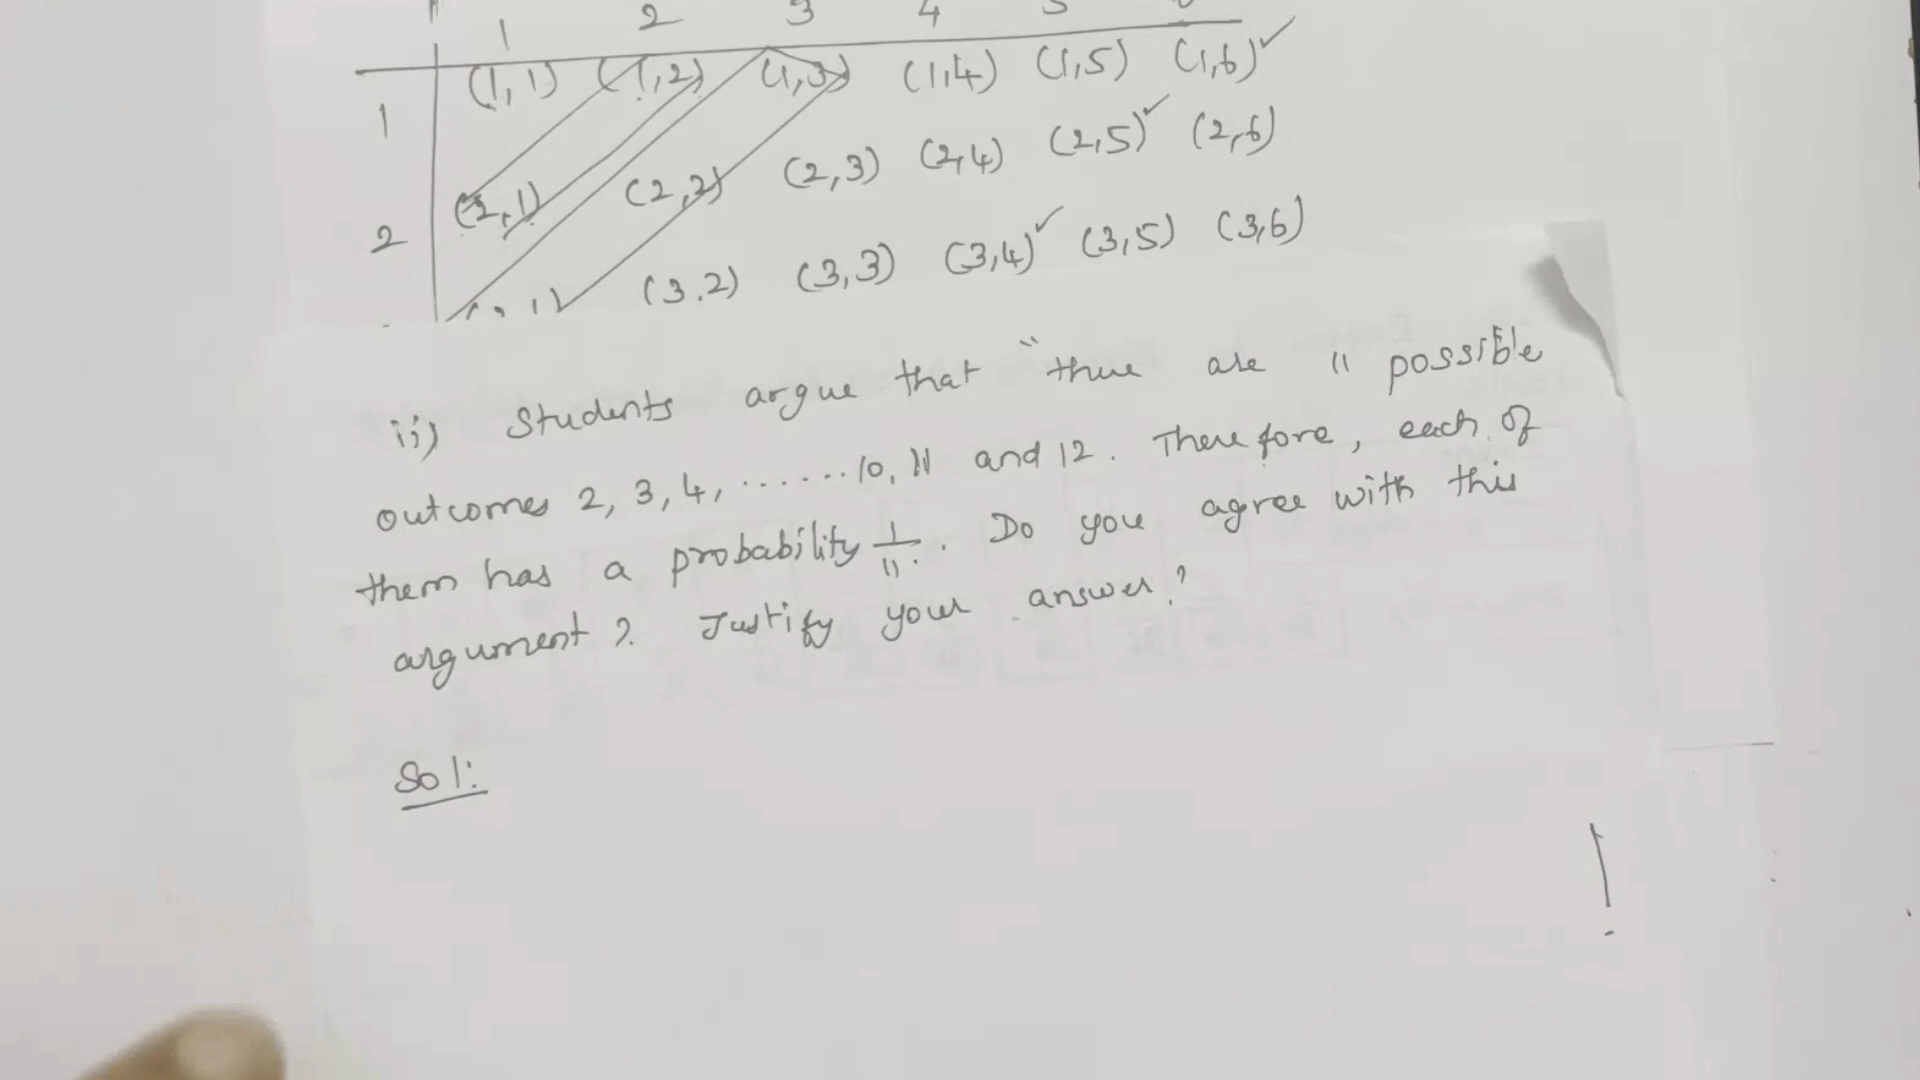 1 2 3 4 5
1 (1,1) (1,2) (1,3) (1,4) (1,5) (1,6)✓
2 (2,1) (2,2) (2,3) (2,4) (2,5)✓ (2,6)
(3.2) (3,3) (3,4)✓ (3,5) (3,6)
ii) Students argue that "there are 11 possible
outcomes 2, 3, 4, ......10, 11 and 12. Therefore, each of
them has a probability 1/11. Do you agree with this
argument? Justify your answer?
Sol: